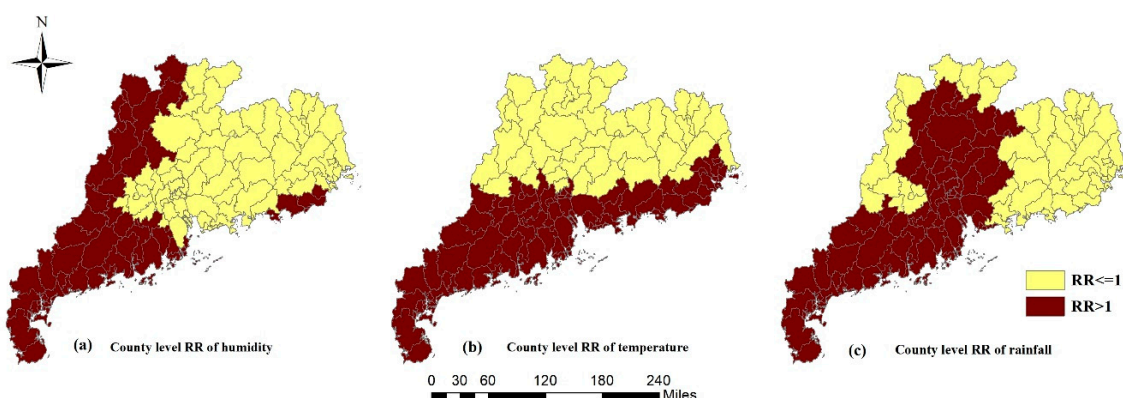 N
RR<=1
RR>1
(a) County level RR of humidity
(b) County level RR of temperature
(c) County level RR of rainfall
0 30 60 120 180 240
Miles